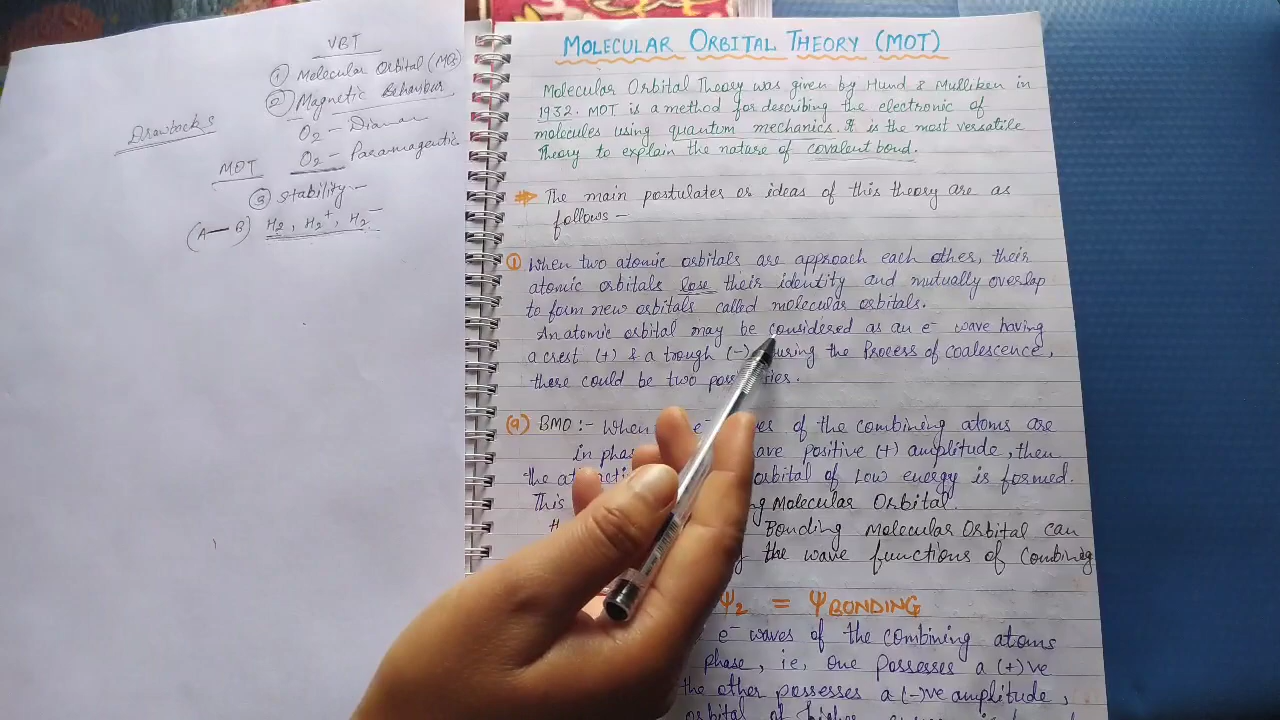 VBT
① Molecular Orbital (MO)
② Magnetic Behaviour
Drawbacks
O2 - Diamag
MOT
O2 - Paramagnetic
③ Stability -
(A — B) H2, H2+, H2-
MOLECULAR ORBITAL THEORY (MOT)
Molecular Orbital Theory was given by Hund & Mulliken in
1932. MOT is a method for describing the electronic of
molecules using quantum mechanics. It is the most versatile
Theory to explain the nature of covalent bond.
The main postulates or ideas of this theory are as
follows -
① When two atomic orbitals are approach each other, their
atomic orbitals lose their identity and mutually overlap
to form new orbitals called molecular orbitals.
An atomic orbital may be considered as an e- wave having
a crest (+) & a trough (-) During the Process of coalescence,
these could be two
(a) BMO :- When e- of the combining atoms are
in positive (+) amplitude, then
the orbital of Low energy is formed.
This Molecular Orbital.
Bonding Molecular Orbital can
the wave functions of Combining
Ψ2 = ΨBONDING
e- waves of the combining atoms
phase, ie, one possesses a (+)ve
the other possesses a (-)ve amplitude,
orbital of higher